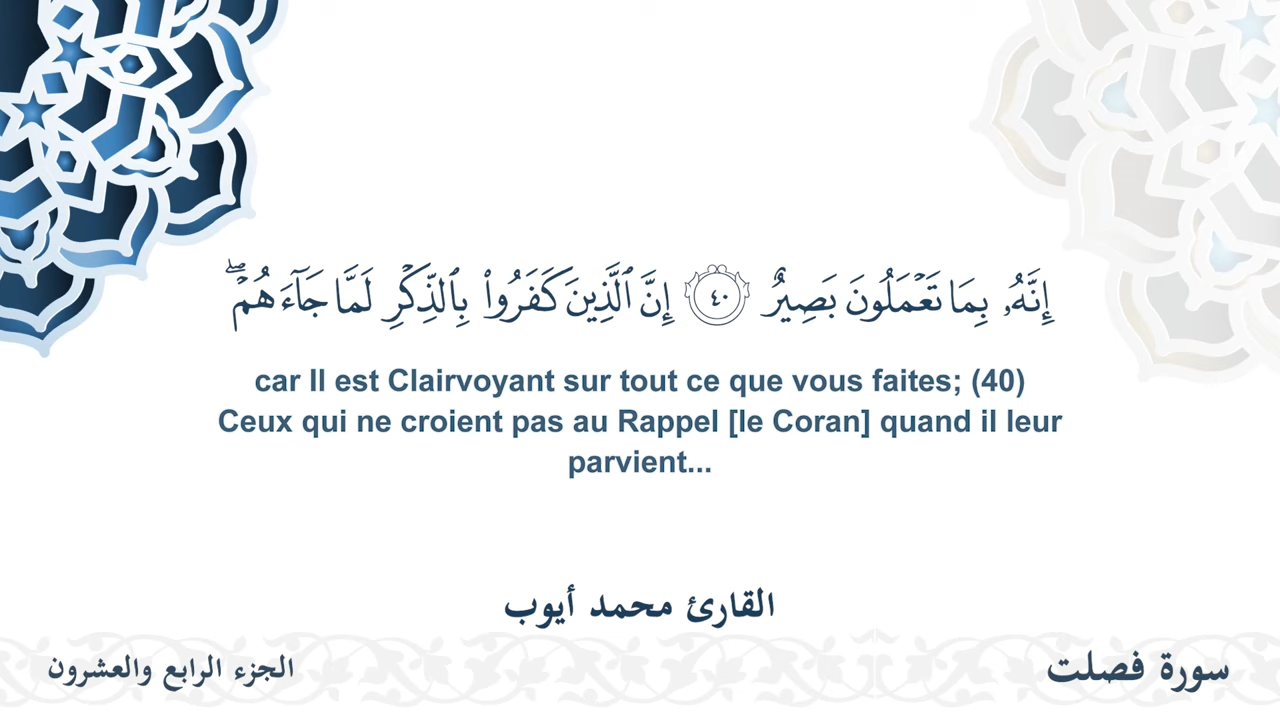 إِنَّهُۥ بِمَا تَعۡمَلُونَ بَصِيرٌ ٤٠ إِنَّ ٱلَّذِينَ كَفَرُواْ بِٱلذِّكۡرِ لَمَّا جَآءَهُمۡۖ
car Il est Clairvoyant sur tout ce que vous faites; (40)
Ceux qui ne croient pas au Rappel [le Coran] quand il leur
parvient...
القارئ محمد أيوب
سورة فصلت
الجزء الرابع والعشرون